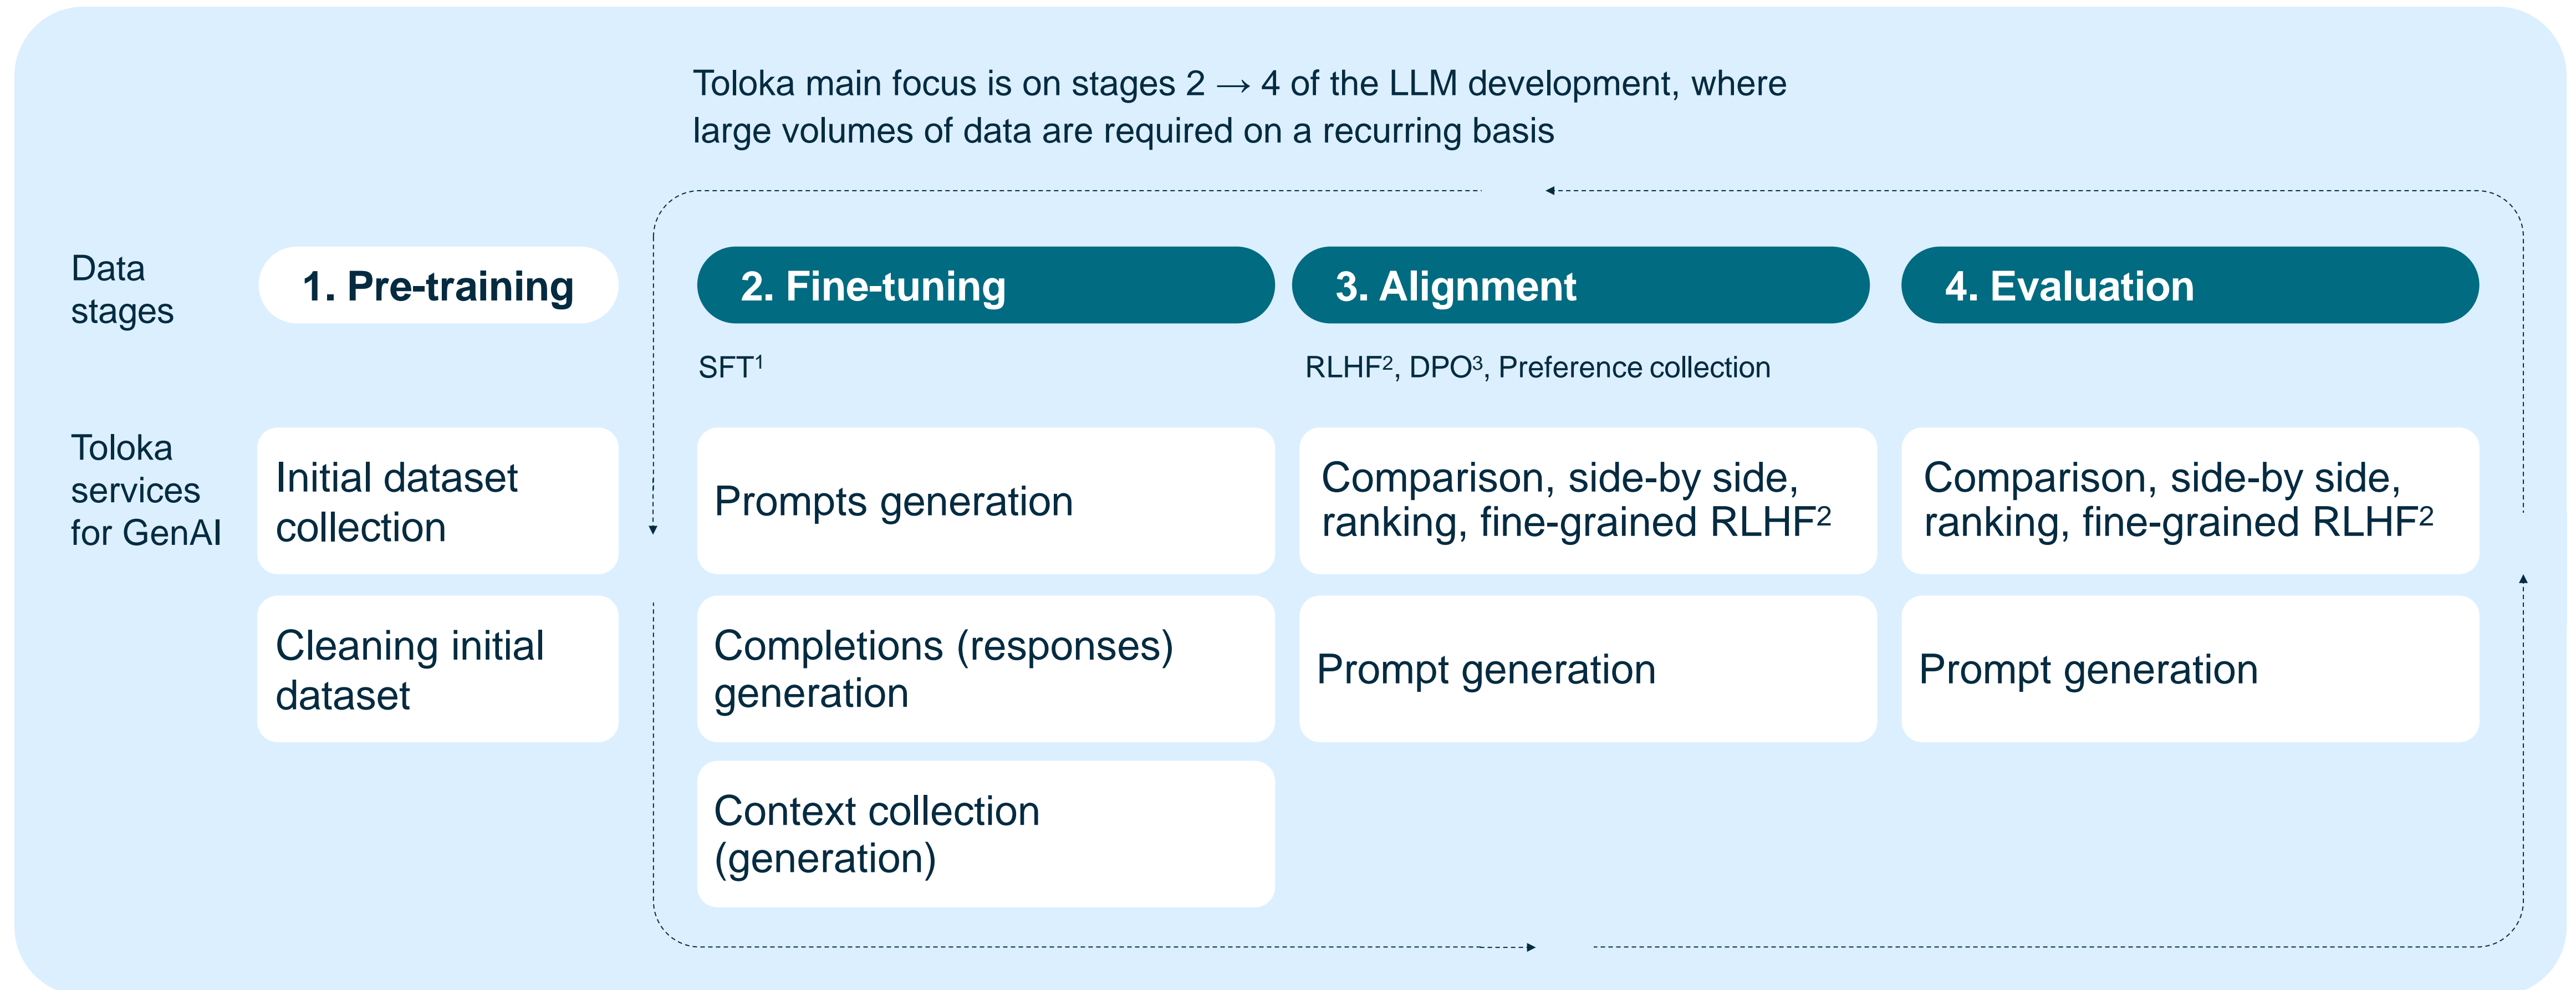 Toloka main focus is on stages 2 → 4 of the LLM development, where
large volumes of data are required on a recurring basis
Data
stages
1. Pre-training
2. Fine-tuning
3. Alignment
4. Evaluation
SFT¹
RLHF², DPO³, Preference collection
Toloka
services
for GenAI
Initial dataset
collection
Prompts generation
Comparison, side-by side,
ranking, fine-grained RLHF²
Comparison, side-by side,
ranking, fine-grained RLHF²
Cleaning initial
dataset
Completions (responses)
generation
Prompt generation
Prompt generation
Context collection
(generation)